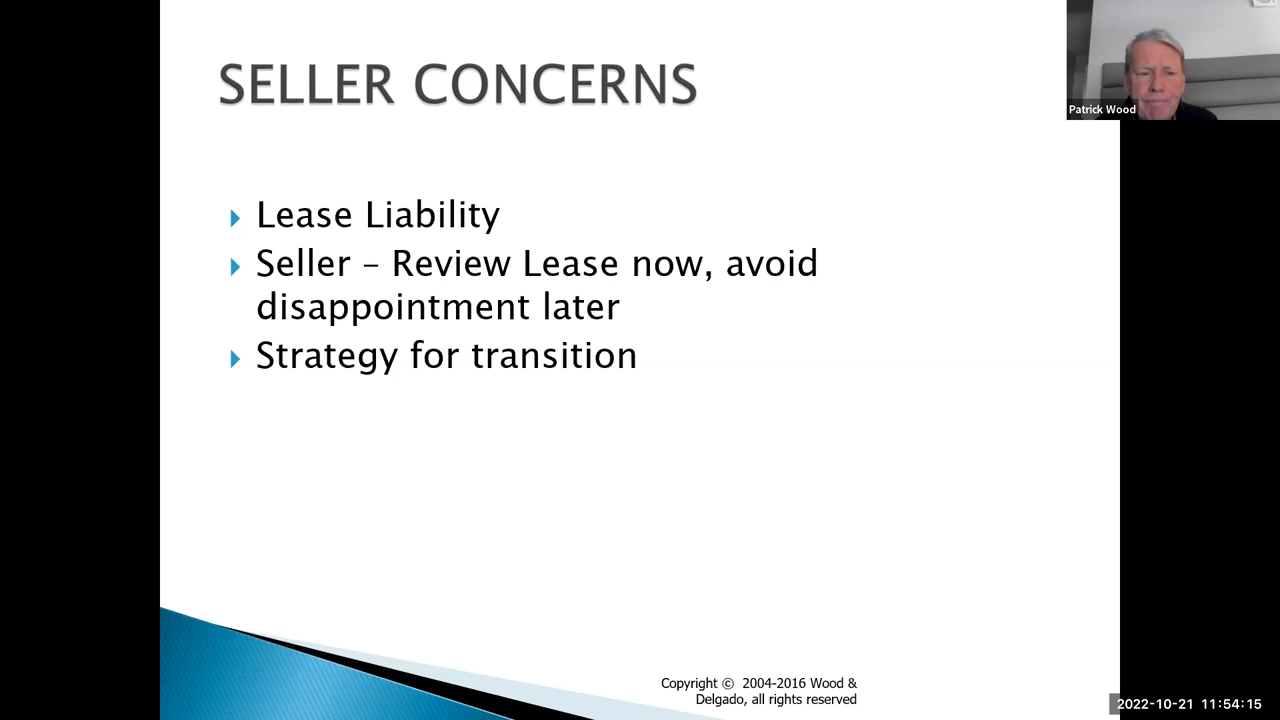 SELLER CONCERNS
Patrick Wood
Lease Liability
Seller – Review Lease now, avoid
disappointment later
Strategy for transition
Copyright © 2004-2016 Wood &
Delgado, all rights reserved
2022-10-21 11:54:15